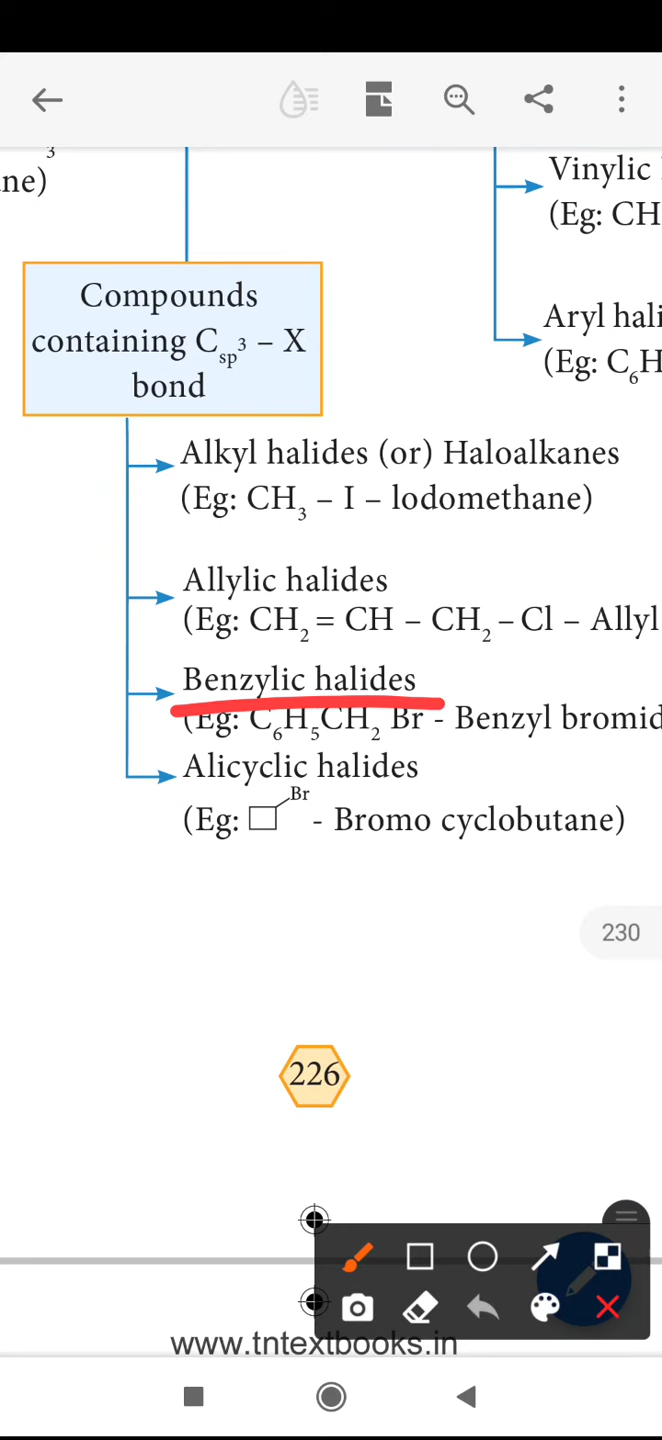 3
ne)
Vinylic
(Eg: CH
Compounds
containing Csp³ – X
bond
Aryl hali
(Eg: C₆H
Alkyl halides (or) Haloalkanes
(Eg: CH₃ – I – lodomethane)
Allylic halides
(Eg: CH₂ = CH – CH₂ – Cl – Allyl
Benzylic halides
(Eg: C₆H₅CH₂ Br - Benzyl bromid
Alicyclic halides
Br
(Eg: - Bromo cyclobutane)
230
226
www.tntextbooks.in